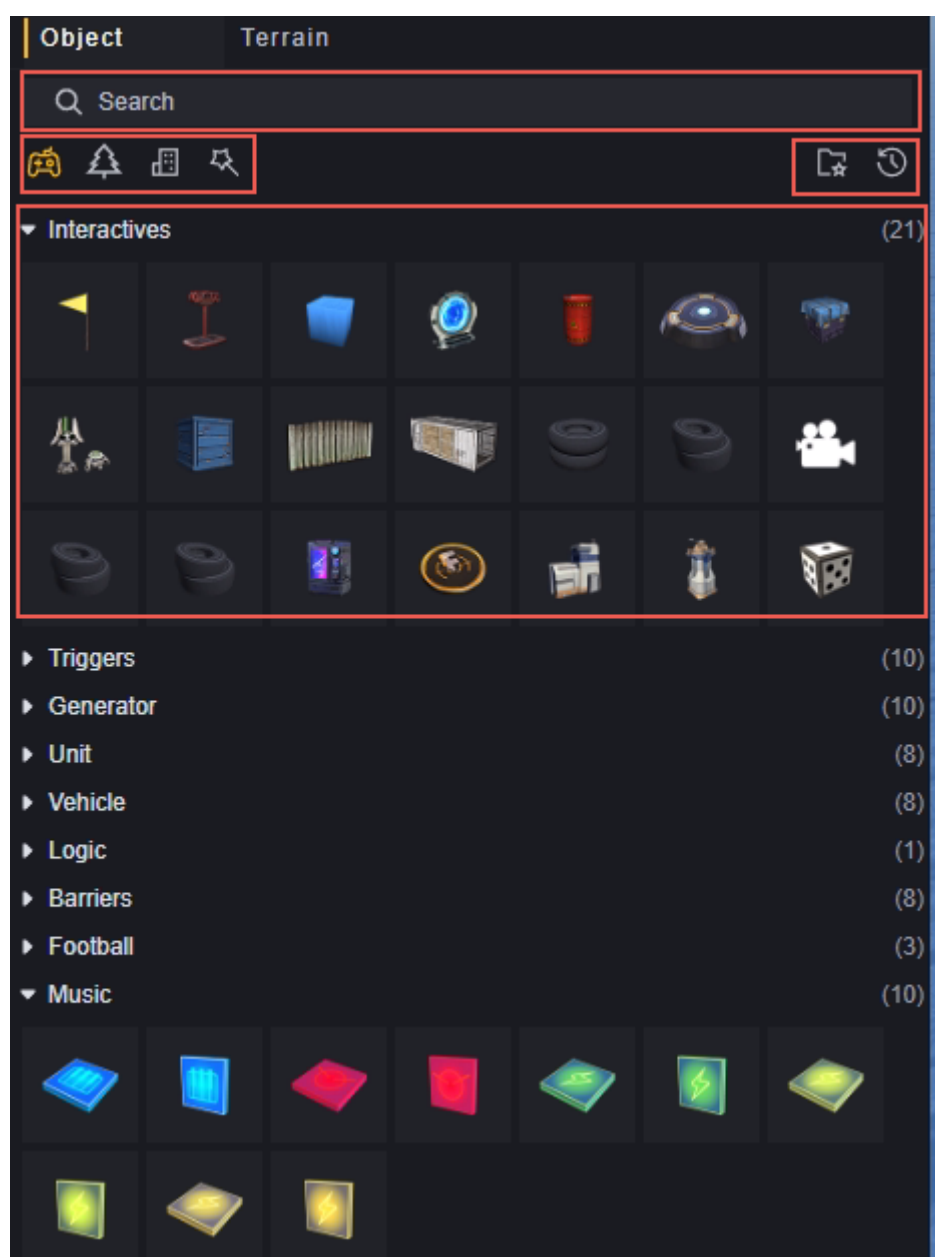 Object Terrain
Search
Interactives (21)
Triggers (10)
Generator (10)
Unit (8)
Vehicle (8)
Logic (1)
Barriers (8)
Football (3)
Music (10)